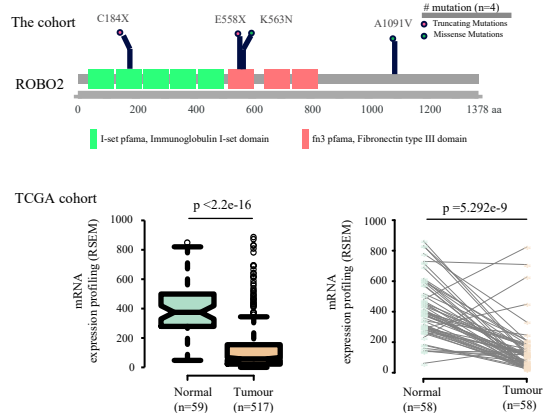 The cohort
C184X
E558X K563N
A1091V
# mutation (n=4)
Truncating Mutations
Missense Mutations
ROBO2
0 200 400 600 800 1000 1200 1378 aa
I-set pfama, Immunoglobulin I-set domain
fn3 pfama, Fibronectin type III domain
TCGA cohort
p <2.2e-16
mRNA
expression profiling (RSEM)
1000
800
600
400
200
0
Normal
(n=59)
Tumour
(n=517)
p =5.292e-9
mRNA
expression profiling (RSEM)
1000
800
600
400
200
0
Normal
(n=58)
Tumour
(n=58)